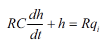 RC dh/dt + h = Rq_i